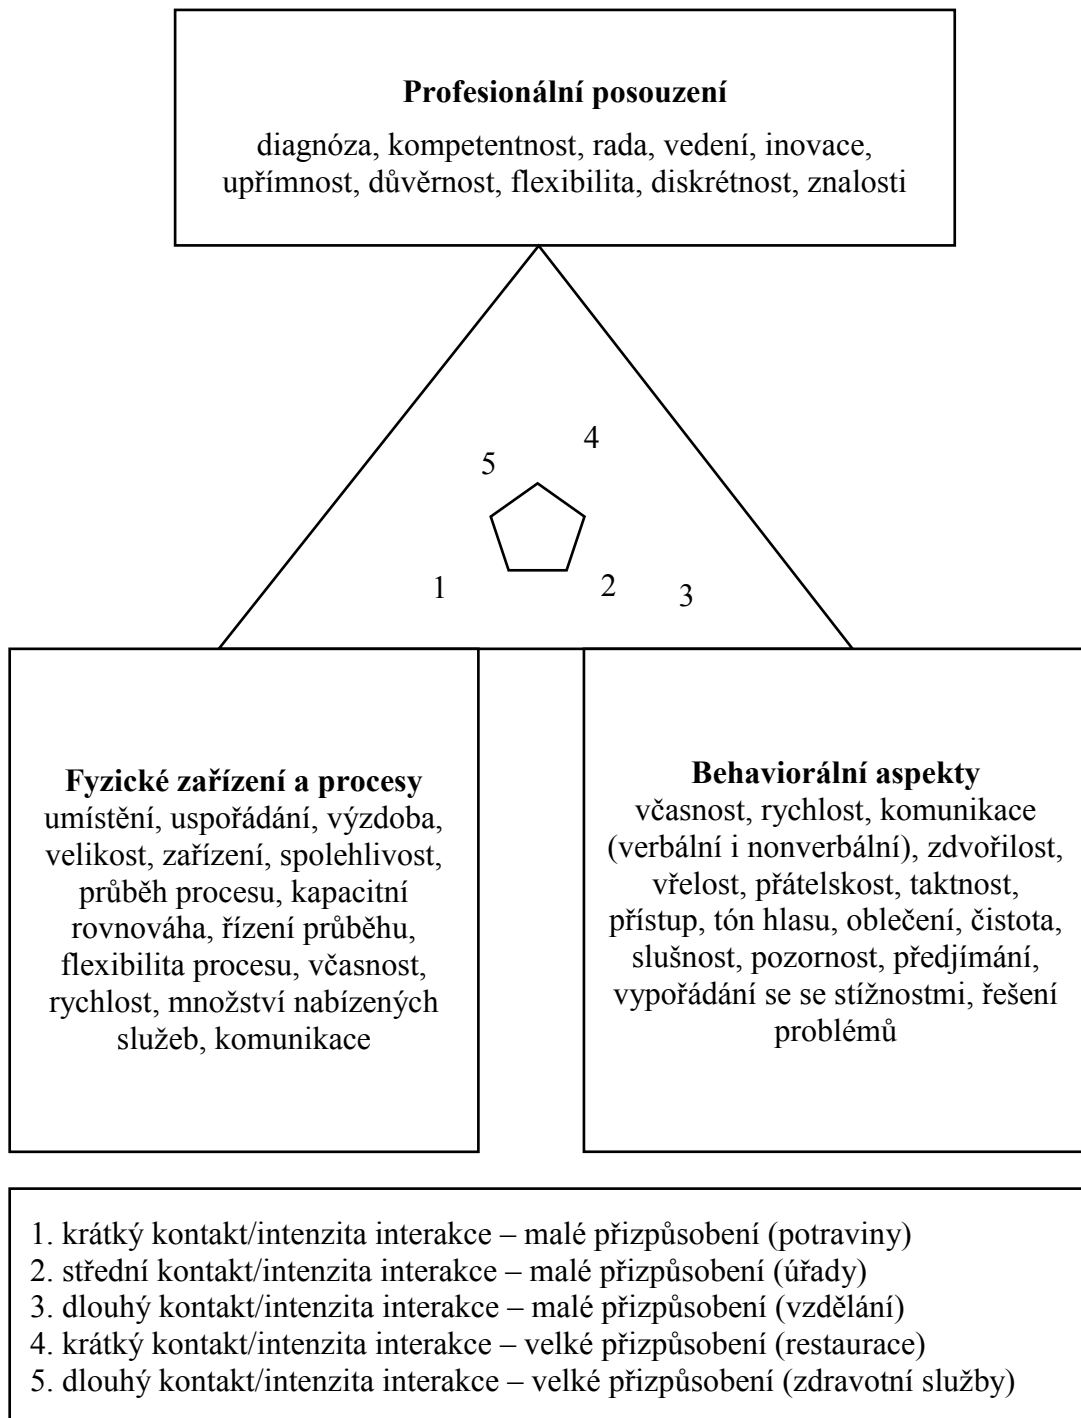 Profesionální posouzení
diagnóza, kompetentnost, rada, vedení, inovace,
upřímnost, důvěrnost, flexibilita, diskrétnost, znalosti
4
5
1
2
3
Fyzické zařízení a procesy
umístění, uspořádání, výzdoba,
velikost, zařízení, spolehlivost,
průběh procesu, kapacitní
rovnováha, řízení průběhu,
flexibilita procesu, včasnost,
rychlost, množství nabízených
služeb, komunikace
Behaviorální aspekty
včasnost, rychlost, komunikace
(verbální i nonverbální), zdvořilost,
vřelost, přátelskost, taktnost,
přístup, tón hlasu, oblečení, čistota,
slušnost, pozornost, předjímání,
vypořádání se se stížnostmi, řešení
problémů
1. krátký kontakt/intenzita interakce – malé přizpůsobení (potraviny)
2. střední kontakt/intenzita interakce – malé přizpůsobení (úřady)
3. dlouhý kontakt/intenzita interakce – malé přizpůsobení (vzdělání)
4. krátký kontakt/intenzita interakce – velké přizpůsobení (restaurace)
5. dlouhý kontakt/intenzita interakce – velké přizpůsobení (zdravotní služby)